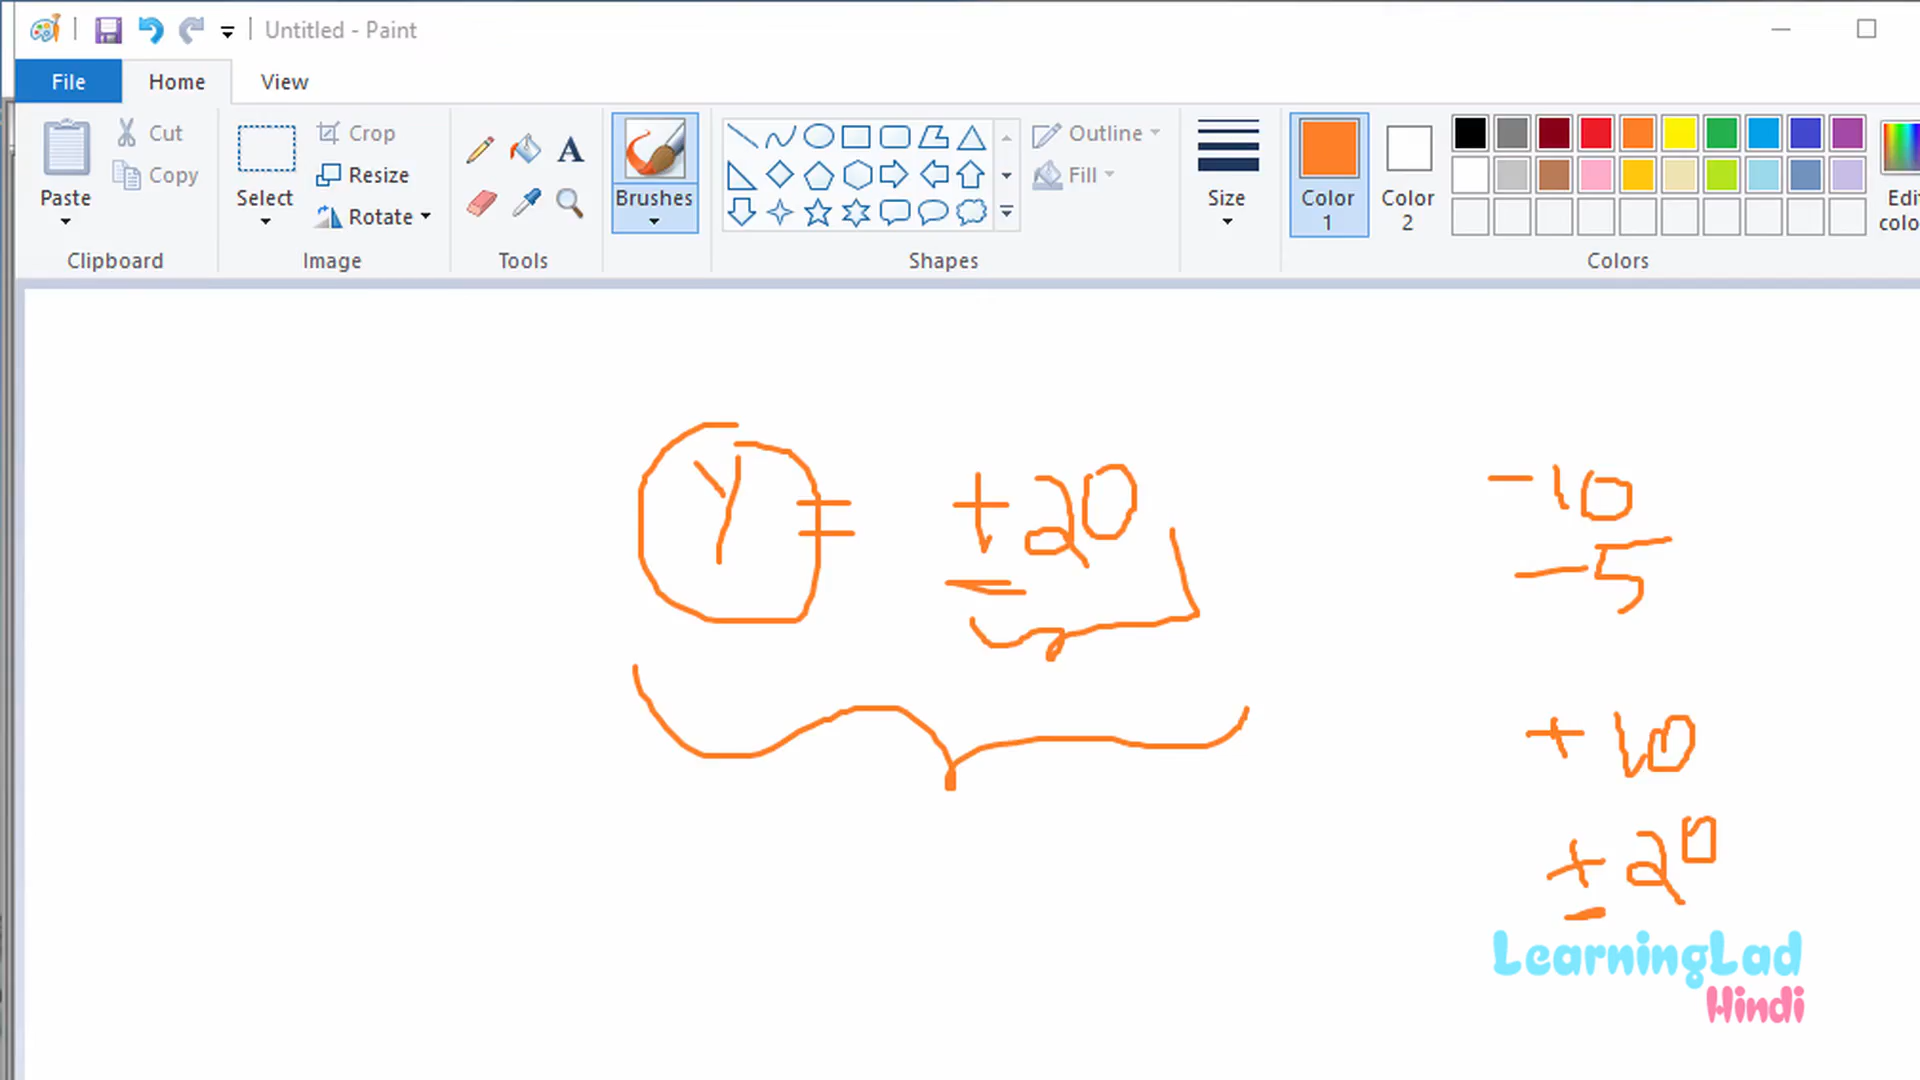 Untitled - Paint
File Home View
Paste
Cut
Copy
Clipboard
Select
Crop
Resize
Rotate
Image
A
Tools
Brushes
Shapes
Outline
Fill
Size
Color 1
Color 2
Colors
Y = +20
-10
-5
+10
+20
LearningLad
Hindi